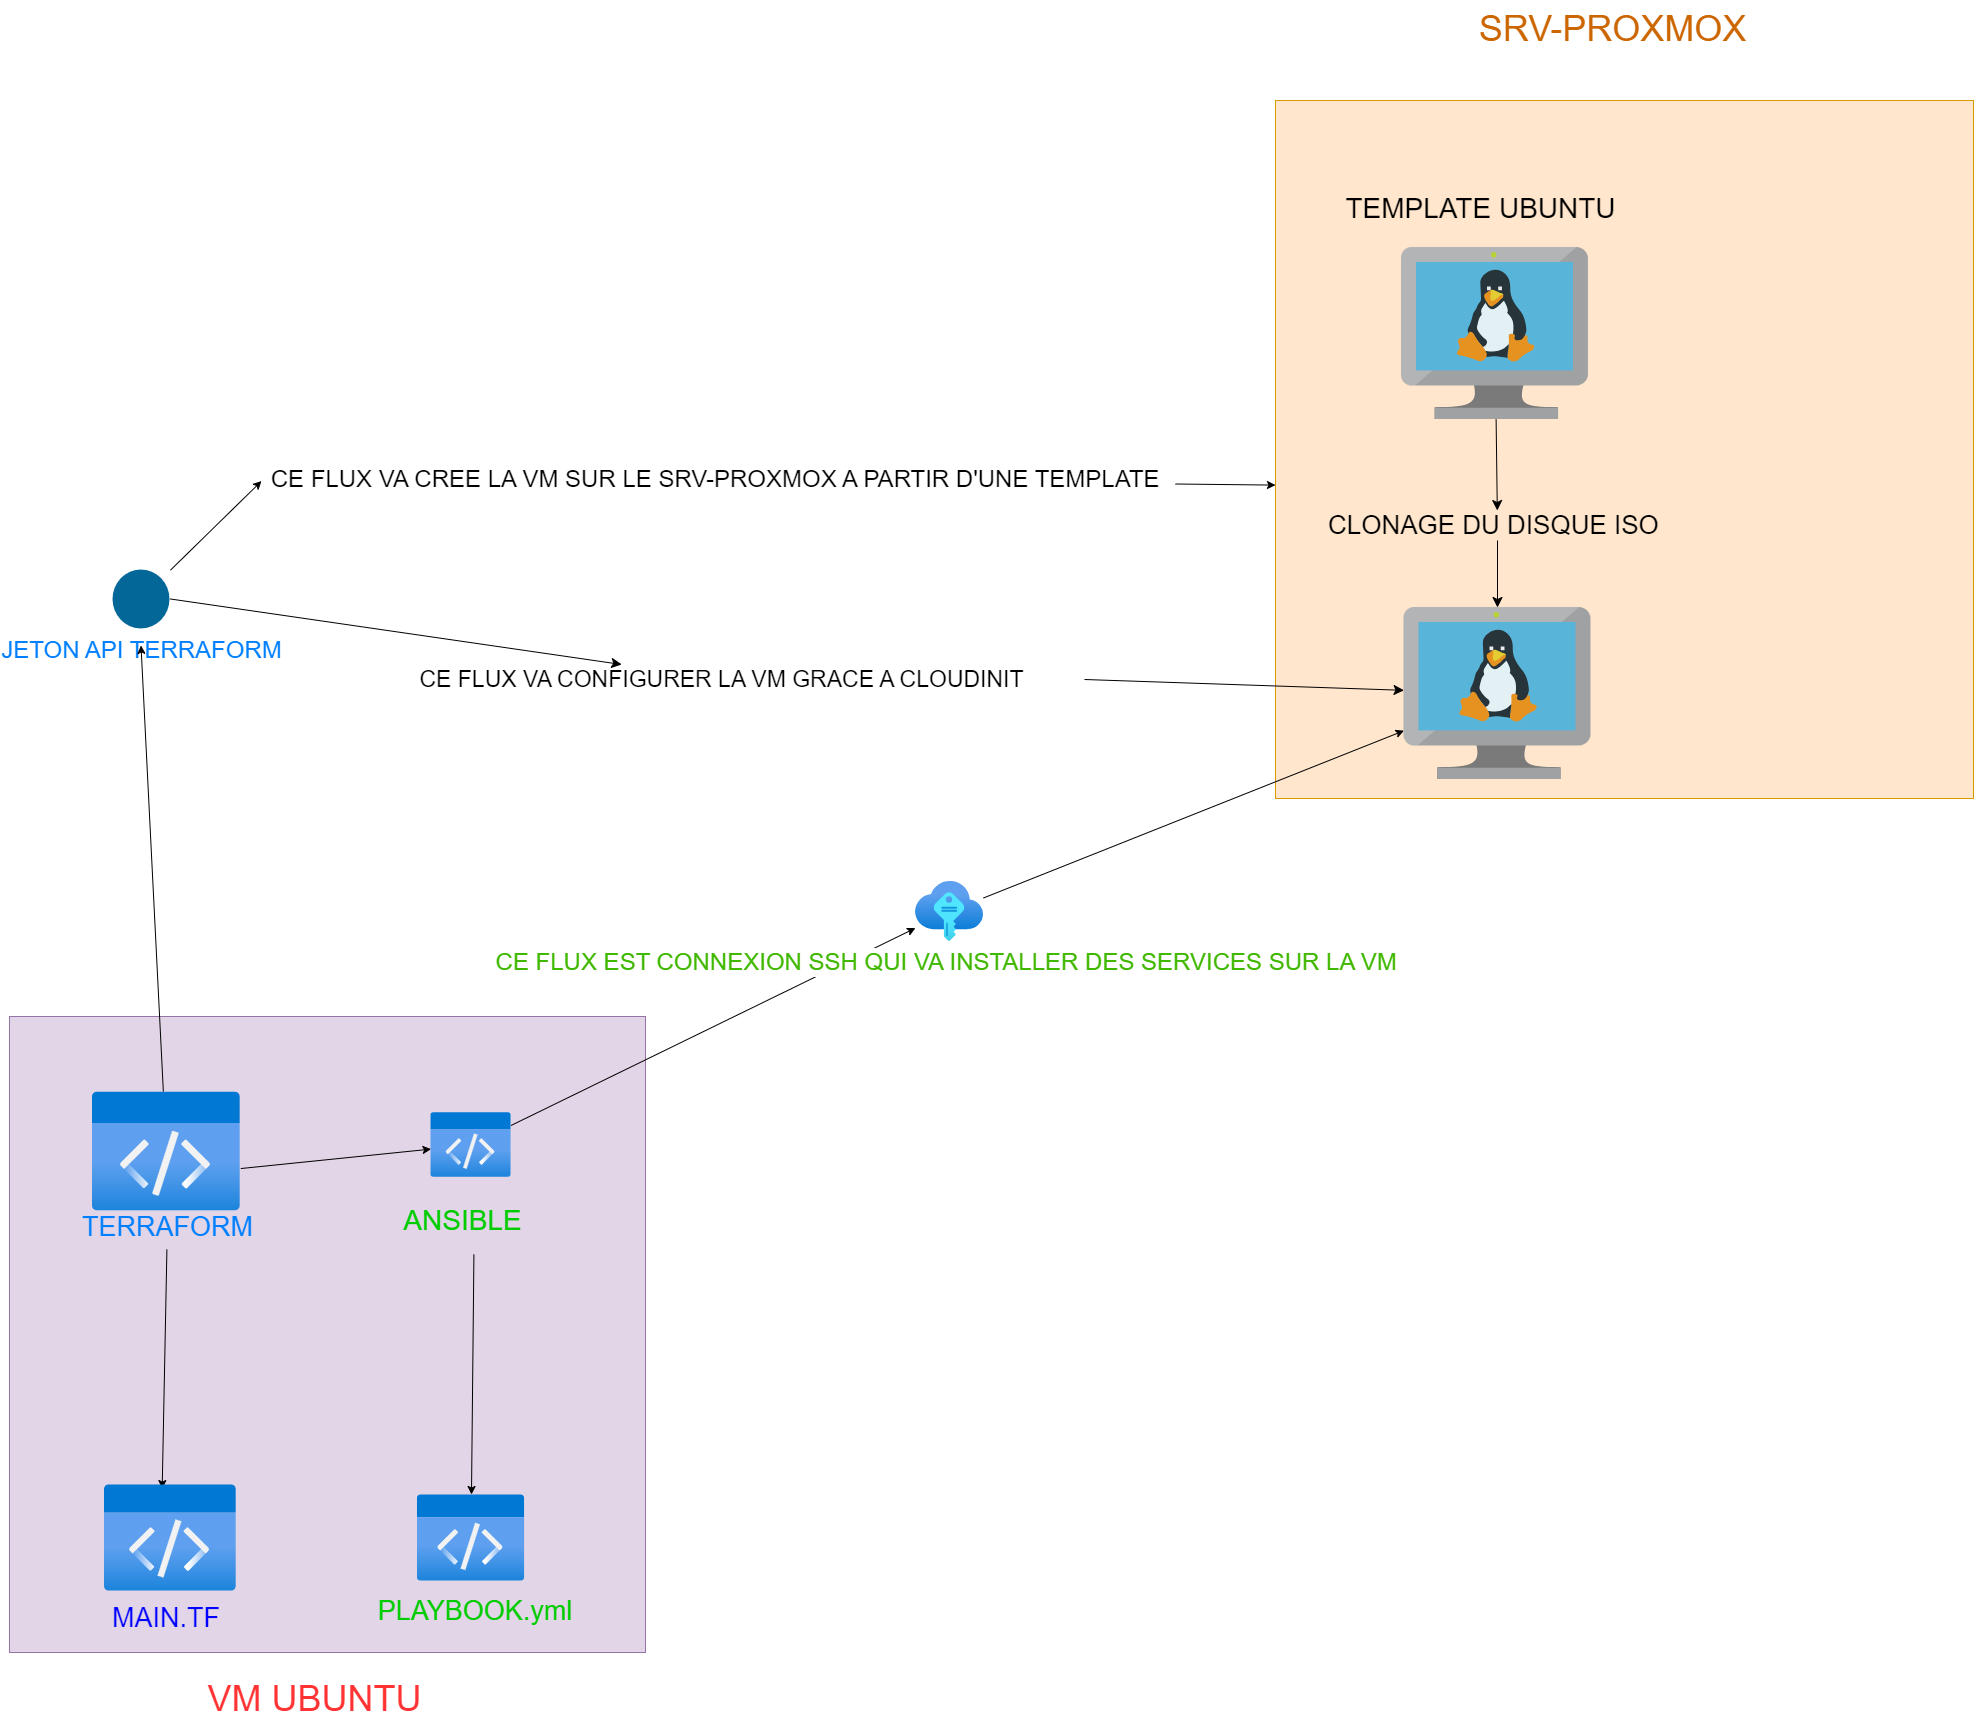 SRV-PROXMOX
TEMPLATE UBUNTU
CE FLUX VA CREE LA VM SUR LE SRV-PROXMOX A PARTIR D'UNE TEMPLATE
CLONAGE DU DISQUE ISO
JETON API TERRAFORM
CE FLUX VA CONFIGURER LA VM GRACE A CLOUDINIT
CE FLUX EST CONNEXION SSH QUI VA INSTALLER DES SERVICES SUR LA VM
TERRAFORM
ANSIBLE
MAIN.TF
PLAYBOOK.yml
VM UBUNTU